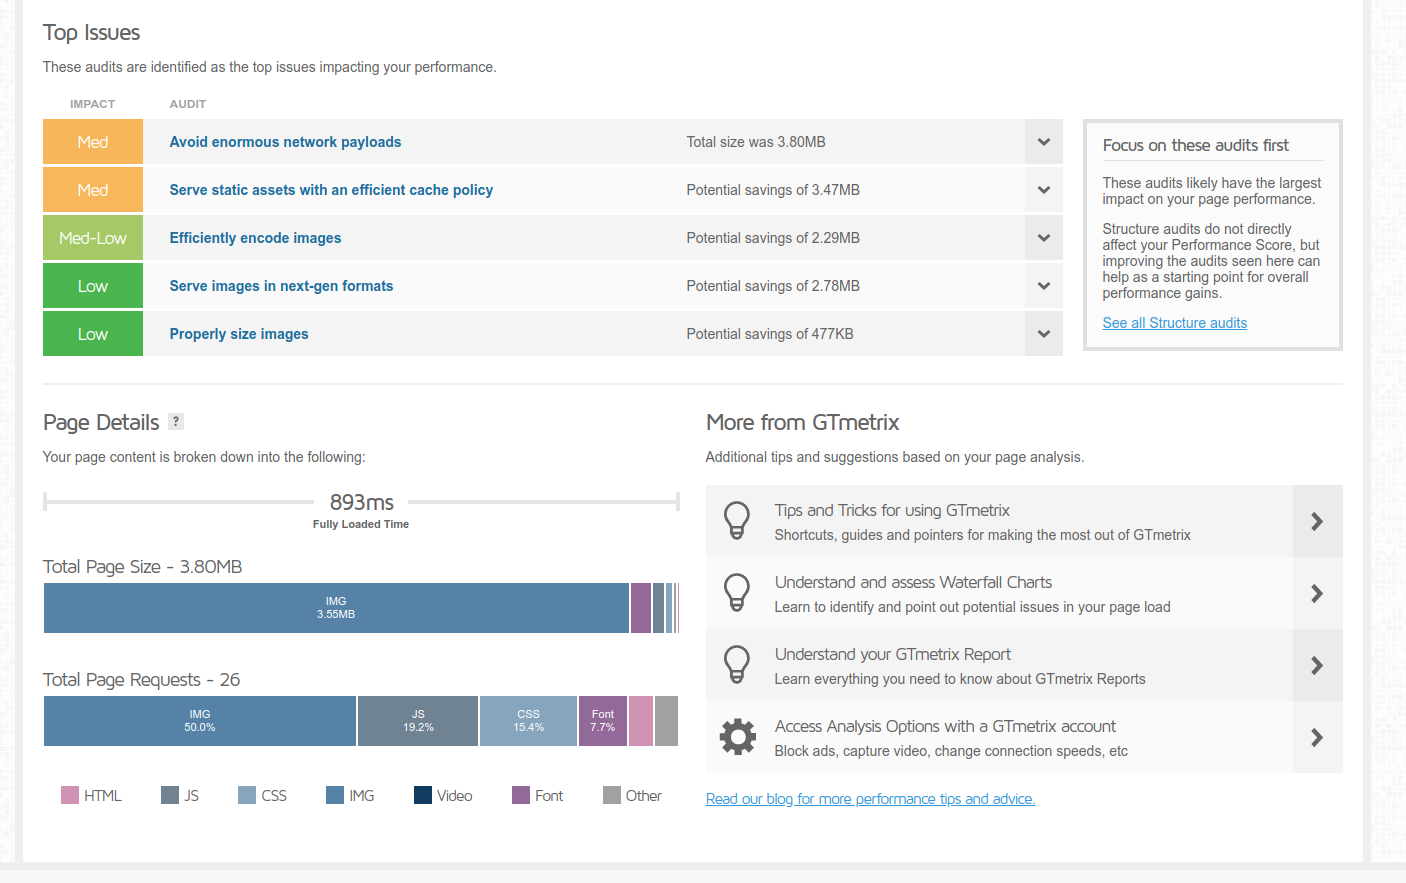 Top Issues
These audits are identified as the top issues impacting your performance.
IMPACT AUDIT
Med Avoid enormous network payloads Total size was 3.80MB
Med Serve static assets with an efficient cache policy Potential savings of 3.47MB
Med-Low Efficiently encode images Potential savings of 2.29MB
Low Serve images in next-gen formats Potential savings of 2.78MB
Low Properly size images Potential savings of 477KB
Focus on these audits first
These audits likely have the largest
impact on your page performance.
Structure audits do not directly
affect your Performance Score, but
improving the audits seen here can
help as a starting point for overall
performance gains.
See all Structure audits
Page Details ?
Your page content is broken down into the following:
893ms
Fully Loaded Time
Total Page Size - 3.80MB
IMG
3.55MB
Total Page Requests - 26
IMG
50.0%
JS
19.2%
CSS
15.4%
Font
7.7%
HTML JS CSS IMG Video Font Other
More from GTmetrix
Additional tips and suggestions based on your page analysis.
Tips and Tricks for using GTmetrix
Shortcuts, guides and pointers for making the most out of GTmetrix
Understand and assess Waterfall Charts
Learn to identify and point out potential issues in your page load
Understand your GTmetrix Report
Learn everything you need to know about GTmetrix Reports
Access Analysis Options with a GTmetrix account
Block ads, capture video, change connection speeds, etc
Read our blog for more performance tips and advice.